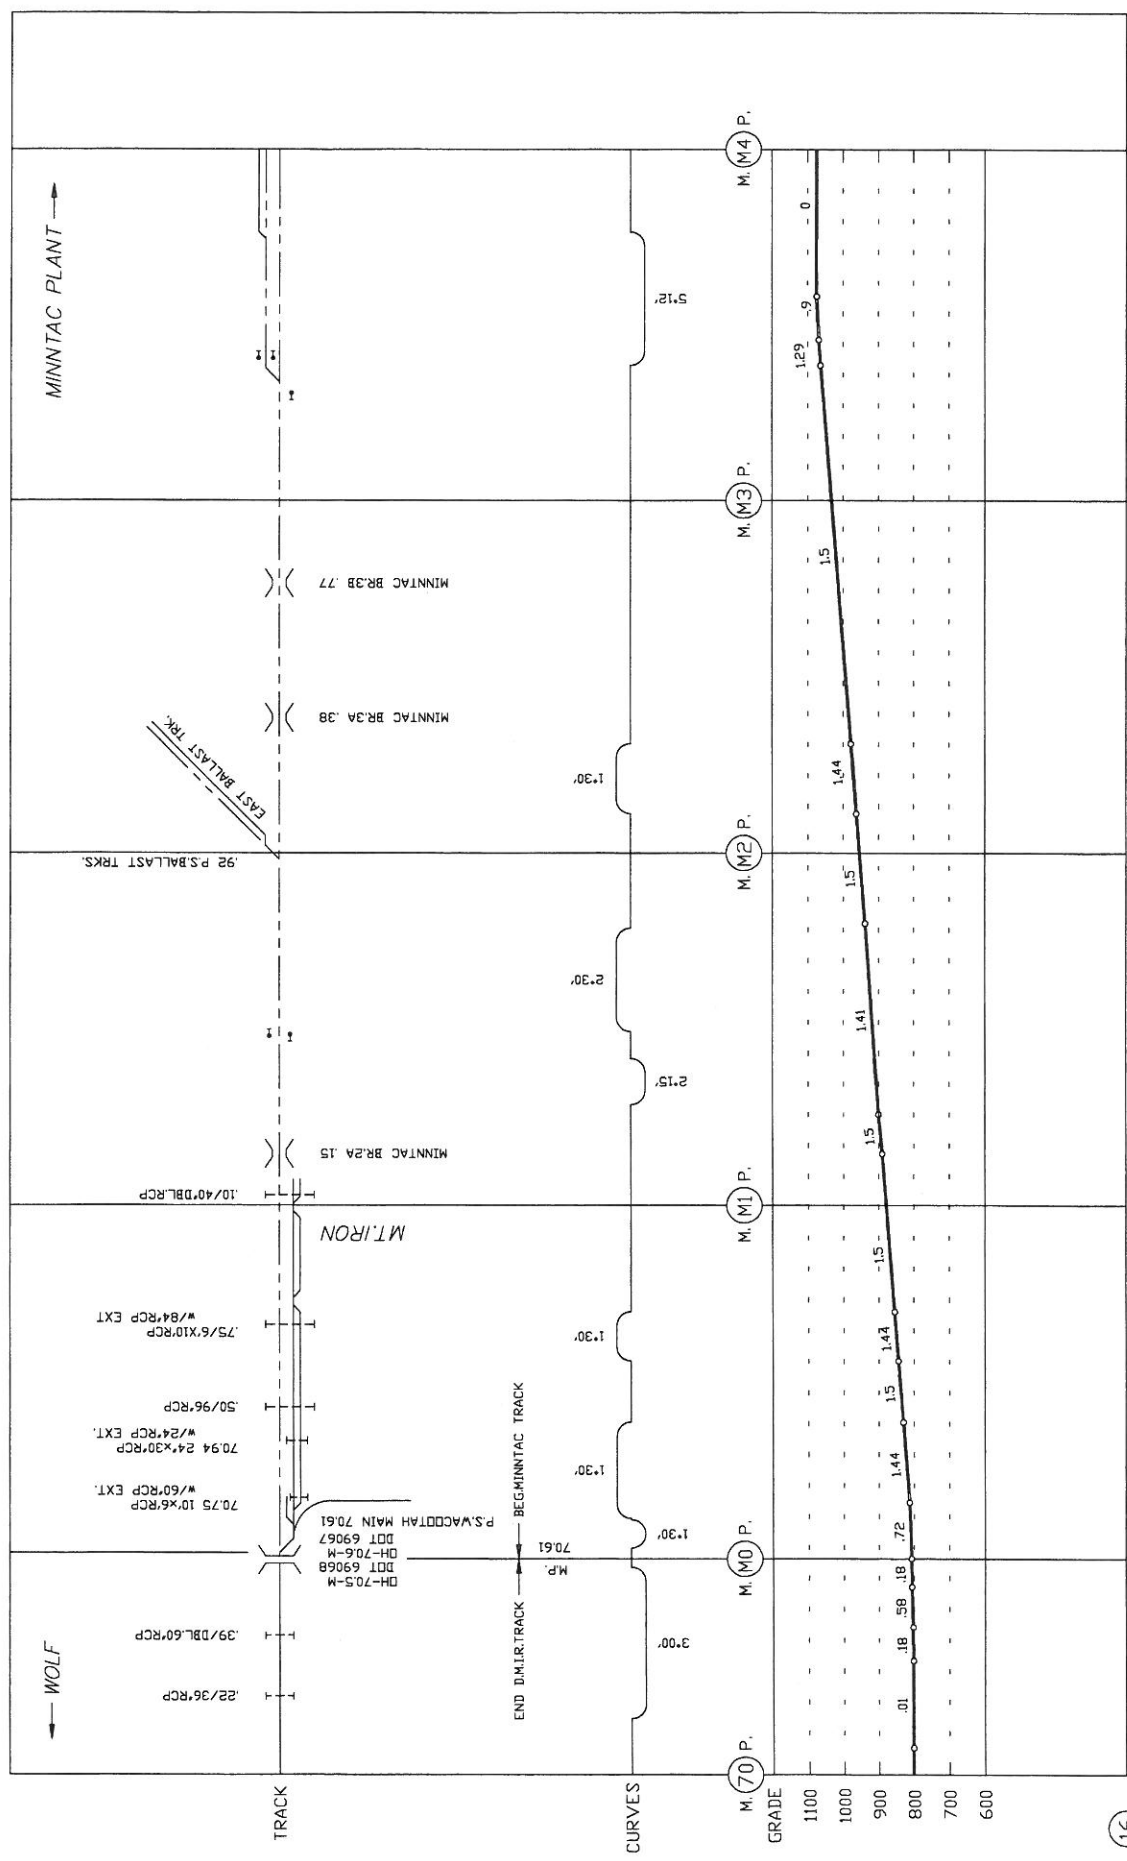 ← WOLF
MINNTAC PLANT →
TRACK
.22/36"RCP
.39/DBL.60"RCP
OH-70.5-M
DOT 69068
OH-70.6-M
DOT 69067
P.S.WACOOTAH MAIN 70.61
70.75 10'x6'RCP
W/60"RCP EXT.
70.94 24"x30"RCP
W/24"RCP EXT.
.50/96"RCP
.75/6'X10'RCP
W/84"RCP EXT
MT.IRON
.10/40"DBL.RCP
MINNTAC BR.2A .15
.92 P.S.BALLAST TRKS.
EAST BALLAST TRK.
MINNTAC BR.3A .38
MINNTAC BR.3B .77
END D.M.I.R.TRACK
BEG.MINNTAC TRACK
M.P.
70.61
CURVES
3°00'
1°30'
1°30'
1°30'
2°15'
2°30'
1°30'
5°12'
M. 70 P.
M. M0 P.
M. M1 P.
M. M2 P.
M. M3 P.
M. M4 P.
GRADE
1100
1000
900
800
700
600
.01
.18
.58
.18
.72
1.44
1.5
1.5
1.5
1.41
1.5
1.44
1.5
1.29
.9
0
16